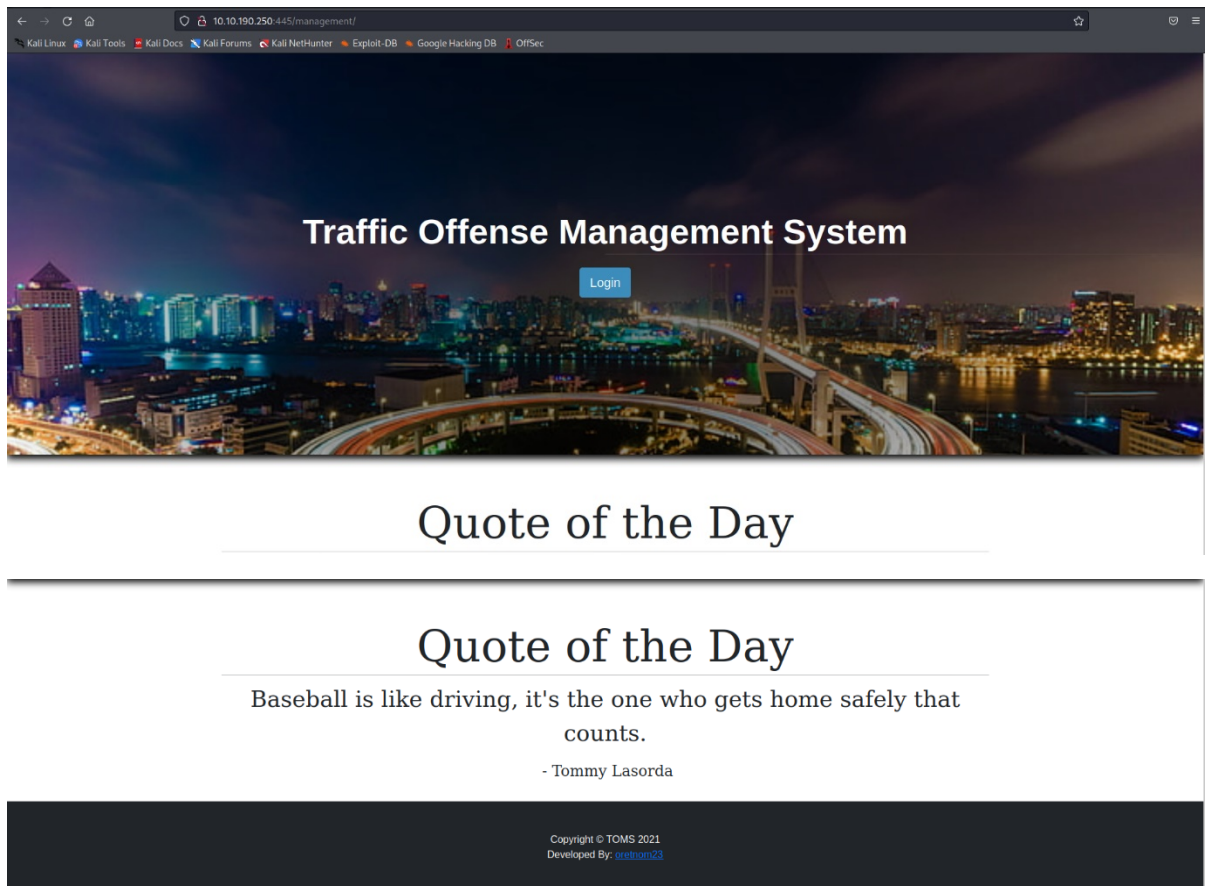 10.10.190.250:445/management/
Kali Linux Kali Tools Kali Docs Kali Forums Kali NetHunter Exploit-DB Google Hacking DB OffSec
Traffic Offense Management System
Login
Quote of the Day
Quote of the Day
Baseball is like driving, it's the one who gets home safely that
counts.
- Tommy Lasorda
Copyright © TOMS 2021
Developed By: oretnom23